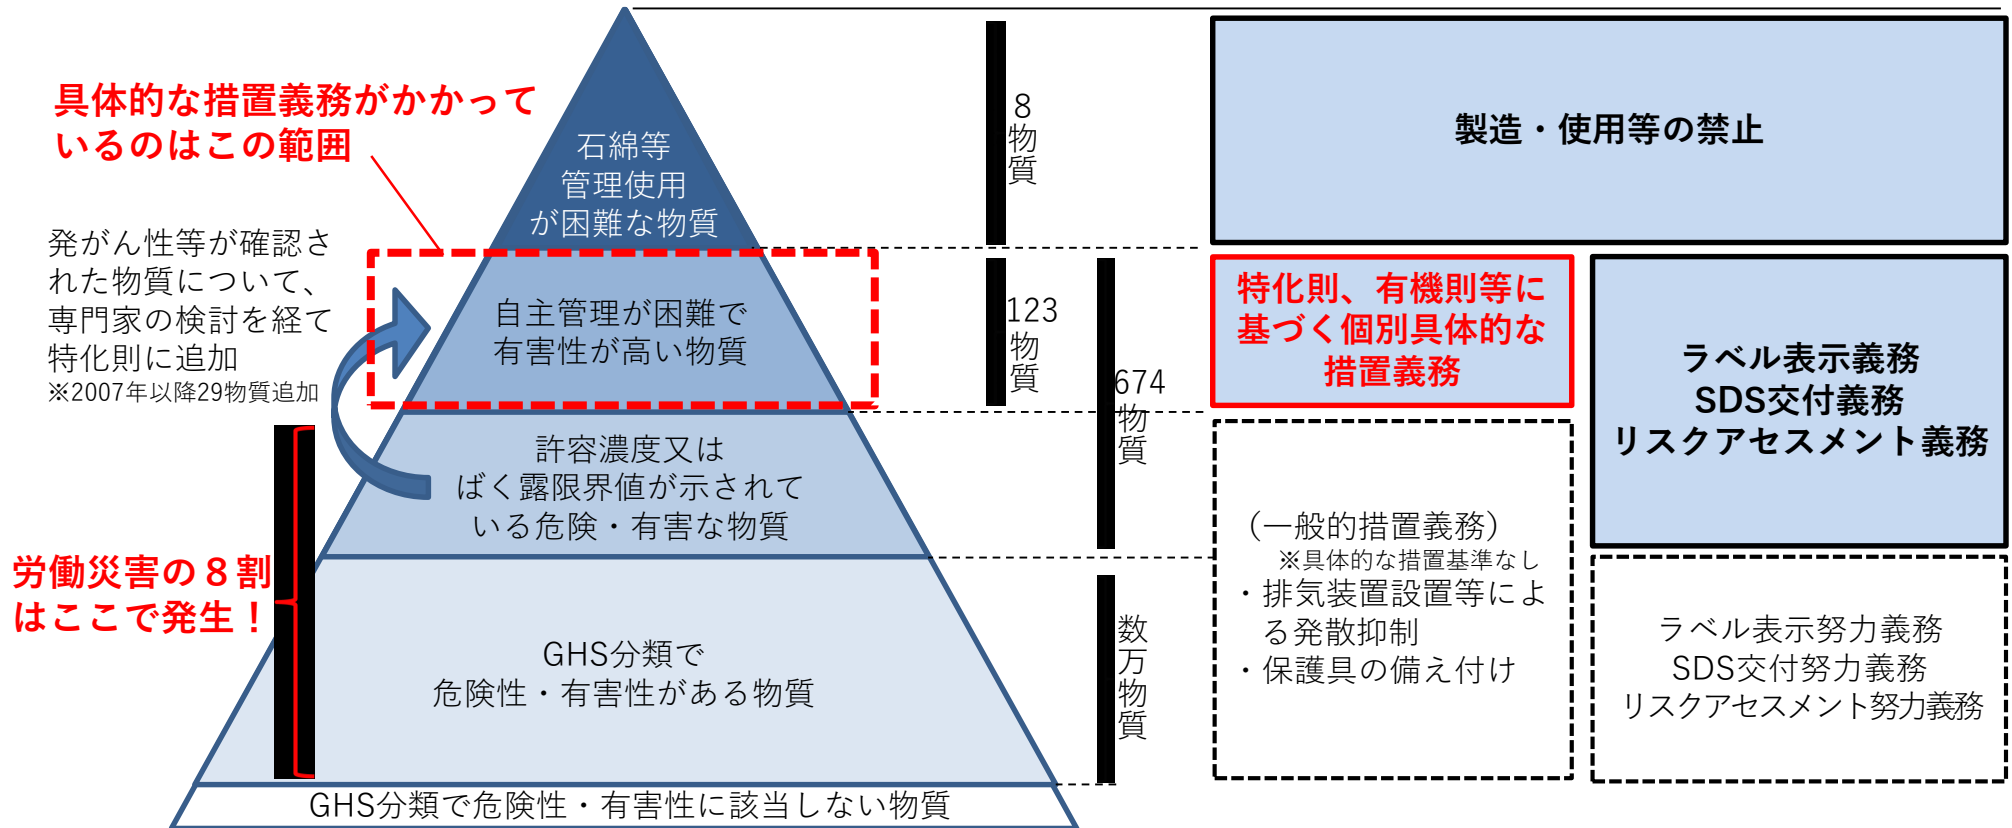 具体的な措置義務がかかって
いるのはこの範囲
発がん性等が確認さ
れた物質について、
専門家の検討を経て
特化則に追加
※2007年以降29物質追加
労働災害の８割
はここで発生！
石綿等
管理使用
が困難な物質
自主管理が困難で
有害性が高い物質
許容濃度又は
ばく露限界値が示されて
いる危険・有害な物質
GHS分類で
危険性・有害性がある物質
GHS分類で危険性・有害性に該当しない物質
8物質
123物質
674物質
数万物質
製造・使用等の禁止
特化則、有機則等に
基づく個別具体的な
措置義務
（一般的措置義務）
※具体的な措置基準なし
・排気装置設置等によ
る発散抑制
・保護具の備え付け
ラベル表示義務
SDS交付義務
リスクアセスメント義務
ラベル表示努力義務
SDS交付努力義務
リスクアセスメント努力義務